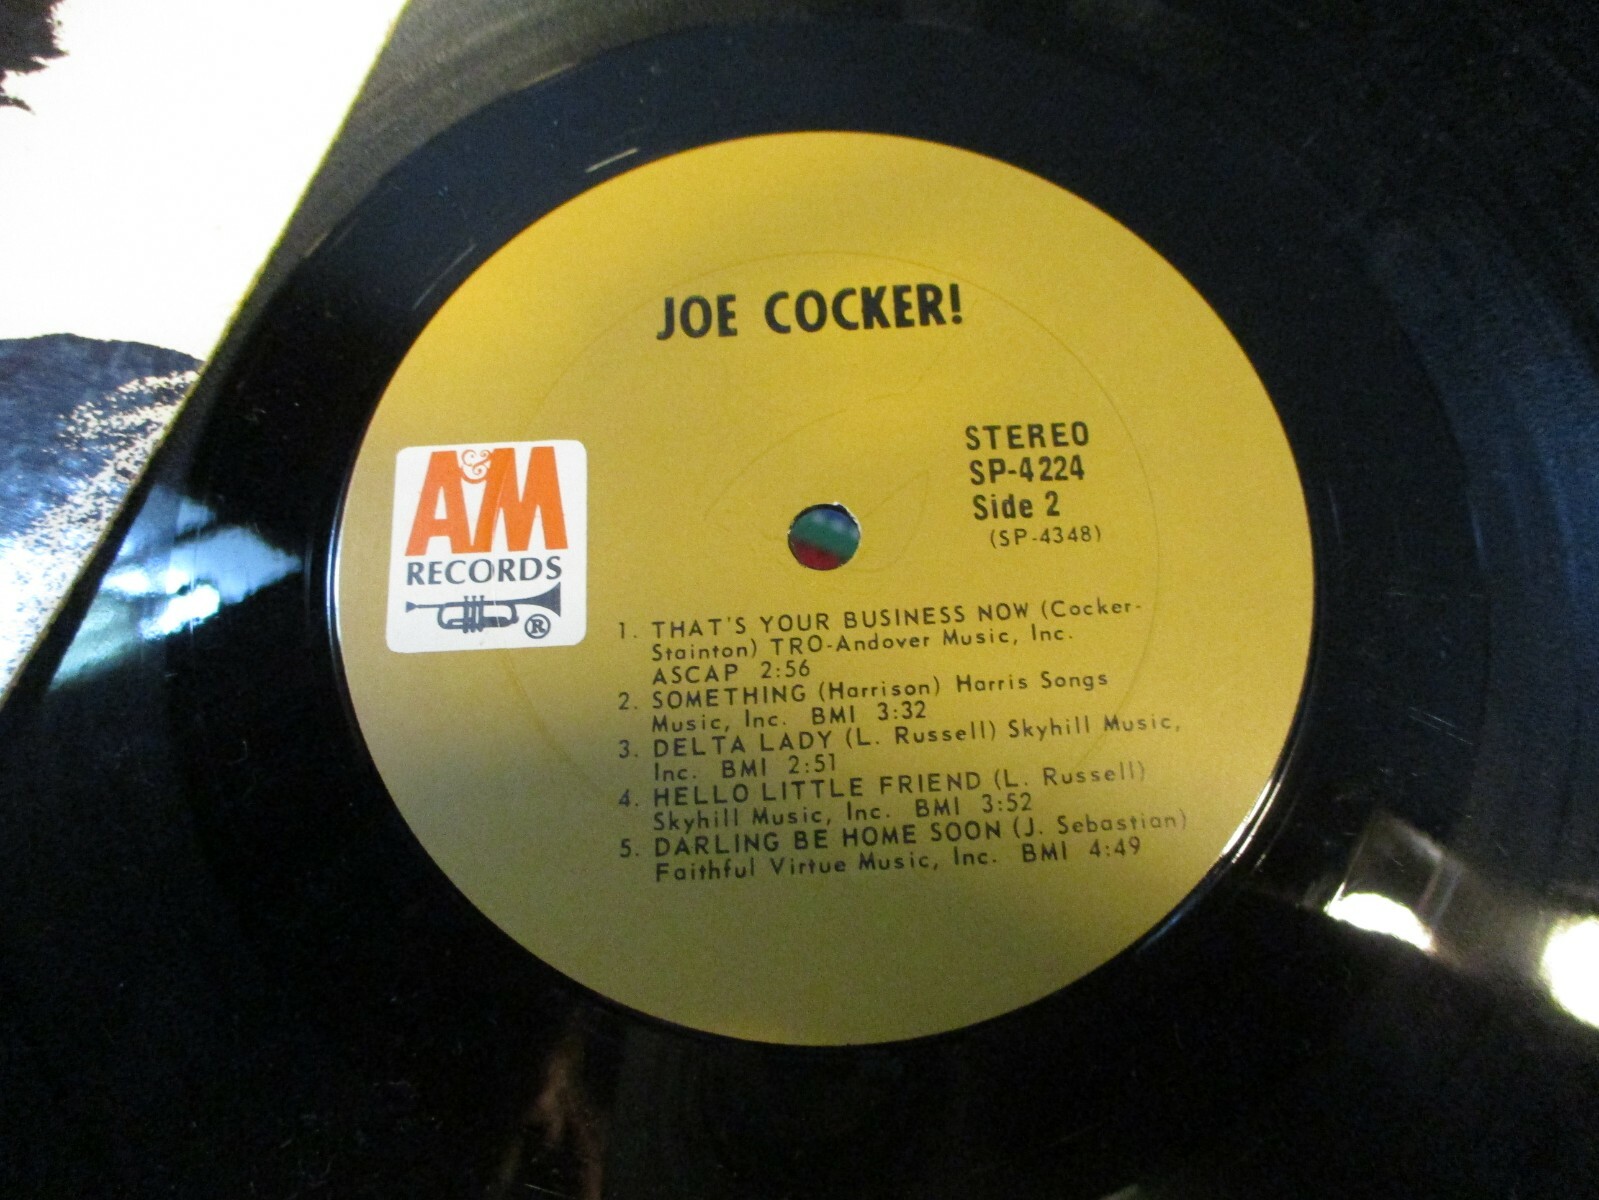 JOE COCKER!
STEREO
SP-4224
Side 2
(SP-4348)
A&M
RECORDS
®
1. THAT'S YOUR BUSINESS NOW (Cocker-
Stainton) TRO-Andover Music, Inc.
ASCAP 2:56
2. SOMETHING (Harrison) Harris Songs
Music, Inc. BMI 3:32
3. DELTA LADY (L. Russell) Skyhill Music,
Inc. BMI 2:51
4. HELLO LITTLE FRIEND (L. Russell)
Skyhill Music, Inc. BMI 3:52
5. DARLING BE HOME SOON (J. Sebastian)
Faithful Virtue Music, Inc. BMI 4:49